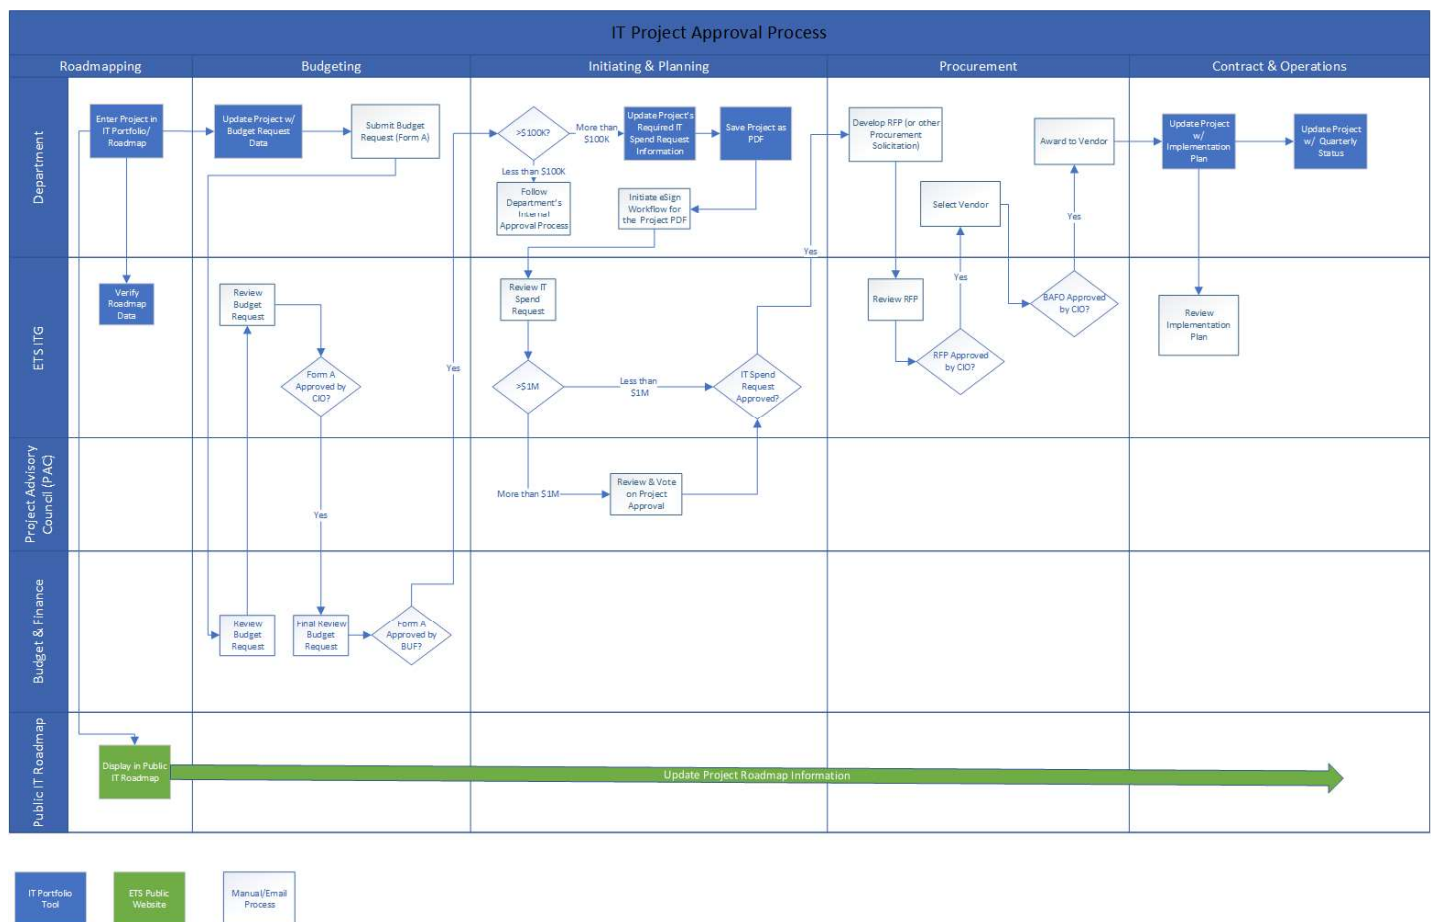 IT Project Approval Process
Roadmapping
Budgeting
Initiating & Planning
Procurement
Contract & Operations
Department
Enter Project in
IT Portfolio/
Roadmap
Update Project w/
Budget Request
Data
Submit Budget
Request (Form A)
>$100K?
More than
$100K
Update Project's
Required IT
Spend Request
Information
Save Project as
PDF
Less than $100K
Follow
Department's
Internal
Approval Process
Initiate eSign
Workflow for
the Project PDF
Yes
Develop RFP (or other
Procurement
Solicitation)
Select Vendor
Award to Vendor
Yes
Update Project
w/
Implementation
Plan
Update Project
w/ Quarterly
Status
ETS ITG
Verify
Roadmap
Data
Review
Budget
Request
Form A
Approved by
CIO?
Yes
Review IT
Spend
Request
>$1M
Less than
$1M
IT Spend
Request
Approved?
Review RFP
RFP Approved
by CIO?
Yes
BAFO Approved
by CIO?
Review
Implementation
Plan
Project Advisory
Council (PAC)
Yes
More than $1M
Review & Vote
on Project
Approval
Budget & Finance
Review
Budget
Request
Final Review
Budget
Request
Form A
Approved by
BUF?
Public IT Roadmap
Display in Public
IT Roadmap
Update Project Roadmap Information
IT Portfolio
Tool
ETS Public
Website
Manual/Email
Process